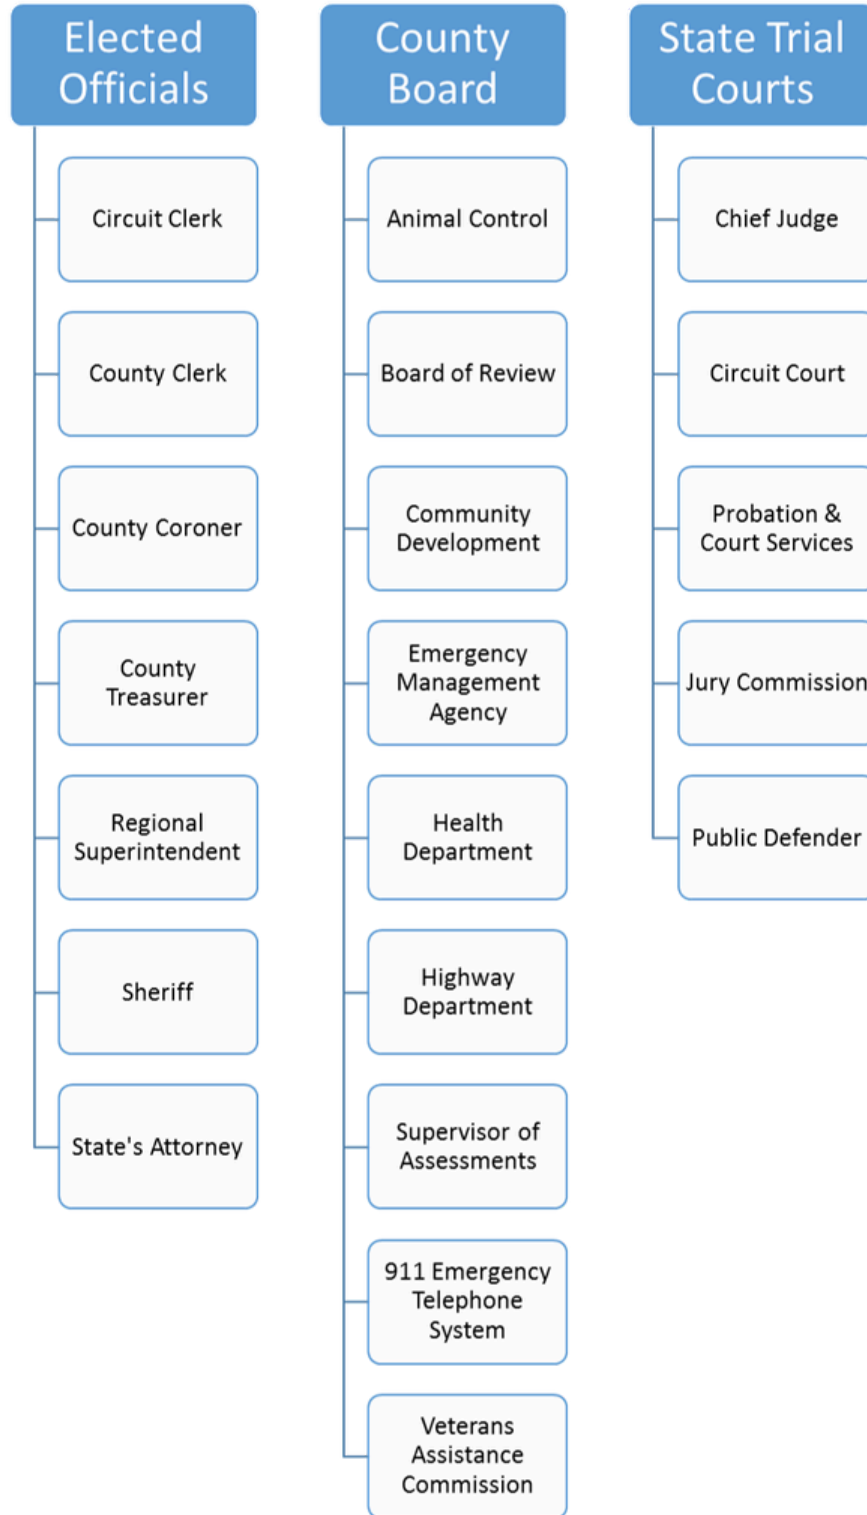 Elected
Officials
Circuit Clerk
County Clerk
County Coroner
County
Treasurer
Regional
Superintendent
Sheriff
State's Attorney
County
Board
Animal Control
Board of Review
Community
Development
Emergency
Management
Agency
Health
Department
Highway
Department
Supervisor of
Assessments
911 Emergency
Telephone
System
Veterans
Assistance
Commission
State Trial
Courts
Chief Judge
Circuit Court
Probation &
Court Services
Jury Commission
Public Defender